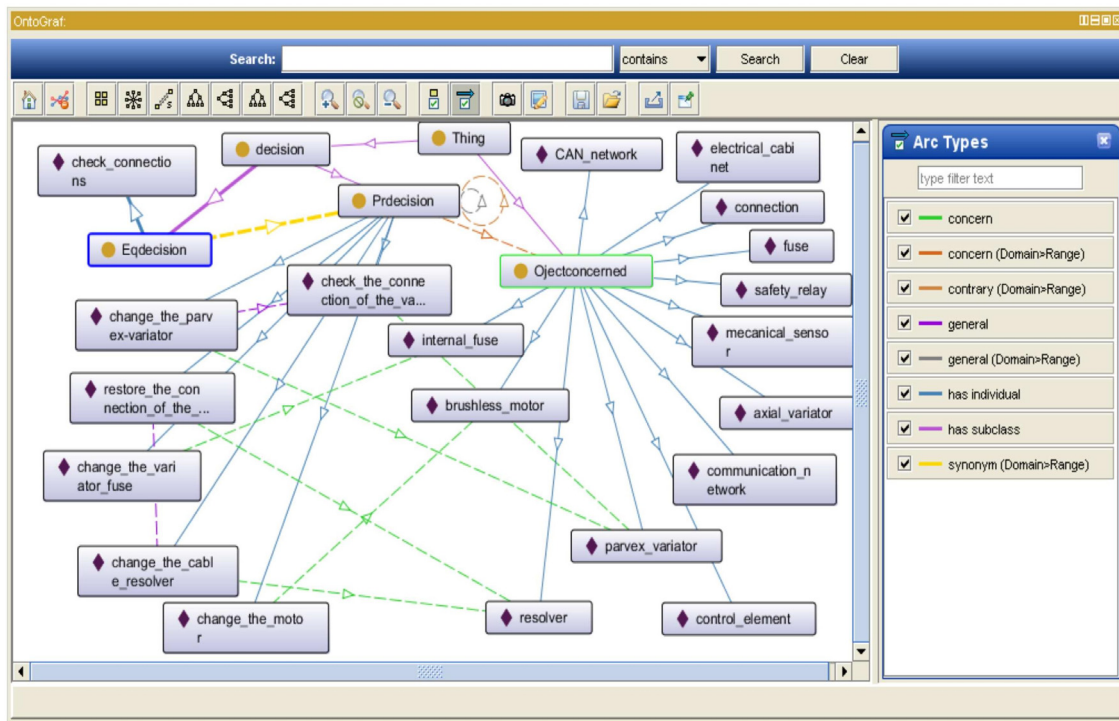 OntoGraf:
Search:
contains
Search
Clear
Thing
decision
CAN_network
electrical_cabi
net
check_connectio
ns
Prdecision
connection
Eqdecision
fuse
Ojectconcerned
check_the_conne
ction_of_the_va...
safety_relay
change_the_parv
ex-variator
internal_fuse
mecanical_senso
r
restore_the_con
nection_of_the_...
brushless_motor
axial_variator
change_the_vari
ator_fuse
communication_n
etwork
parvex_variator
change_the_cabl
e_resolver
change_the_moto
r
resolver
control_element
Arc Types
type filter text
concern
concern (Domain>Range)
contrary (Domain>Range)
general
general (Domain>Range)
has individual
has subclass
synonym (Domain>Range)